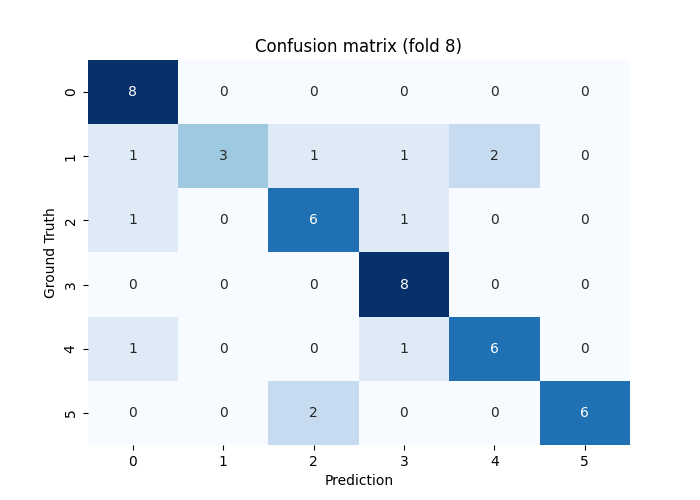 Confusion matrix (fold 8)
Ground Truth
0 8 0 0 0 0 0
1 1 3 1 1 2 0
2 1 0 6 1 0 0
3 0 0 0 8 0 0
4 1 0 0 1 6 0
5 0 0 2 0 0 6
0 1 2 3 4 5
Prediction